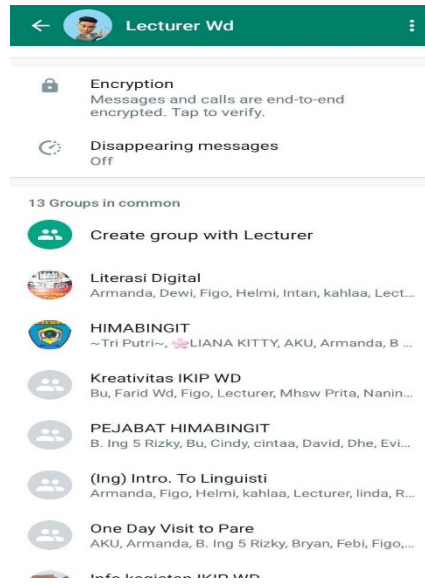 Lecturer Wd
Encryption
Messages and calls are end-to-end
encrypted. Tap to verify.
Disappearing messages
Off
13 Groups in common
Create group with Lecturer
Literasi Digital
Armanda, Dewi, Figo, Helmi, Intan, kahlaa, Lect...
HIMABINGIT
~Tri Putri~, 🌸LIANA KITTY, AKU, Armanda, B ...
Kreativitas IKIP WD
Bu, Farid Wd, Figo, Lecturer, Mhsw Prita, Nanin...
PEJABAT HIMABINGIT
B. Ing 5 Rizky, Bu, Cindy, cintaa, David, Dhe, Evi...
(Ing) Intro. To Linguisti
Armanda, Figo, Helmi, kahlaa, Lecturer, linda, R...
One Day Visit to Pare
AKU, Armanda, B. Ing 5 Rizky, Bryan, Febi, Figo,...
Info kegiatan IKIP WD